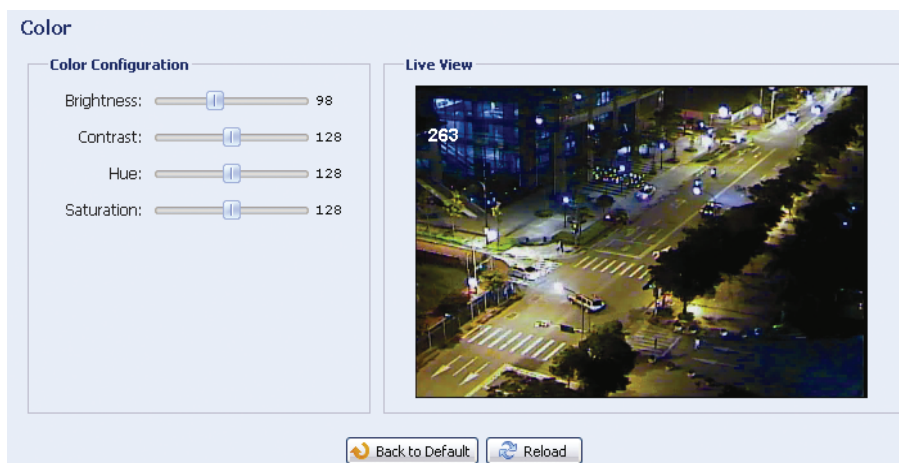 Color
Color Configuration
Brightness: 98
Contrast: 128
Hue: 128
Saturation: 128
Live View
263
Back to Default
Reload